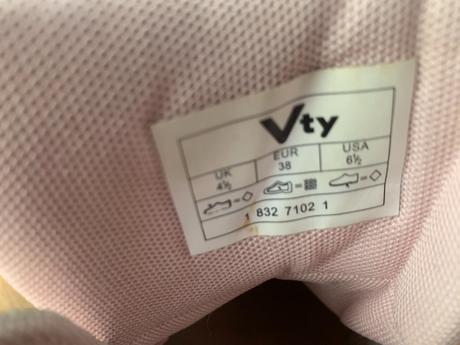 Vty
UK EUR USA
4½ 38 6½
= =
=
1 832 7102 1